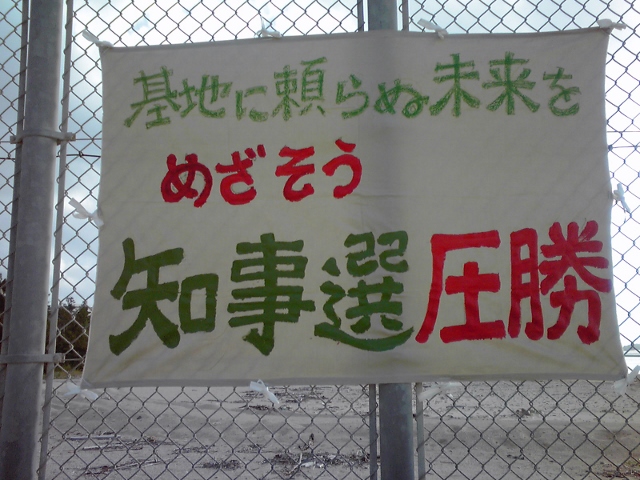 基地に頼らぬ未来を
めざそう
知事選圧勝